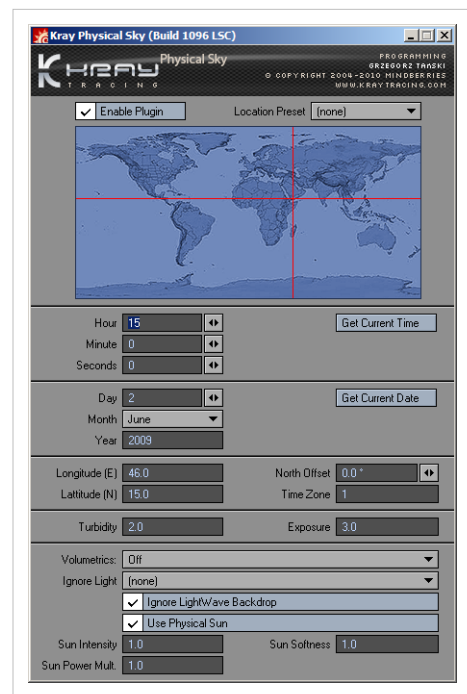 Kray Physical Sky (Build 1096 LSC)
KRAY Physical Sky
TRACING
PROGRAMMING
GRZEGORZ TAŃSKI
© COPYRIGHT 2004-2010 MINDBERRIES
WWW.KRAYTRACING.COM
Enable Plugin Location Preset (none)
Hour 15 Get Current Time
Minute 0
Seconds 0
Day 2 Get Current Date
Month June
Year 2009
Longitude (E) 46.0 North Offset 0.0 °
Lattitude (N) 15.0 Time Zone 1
Turbidity 2.0 Exposure 3.0
Volumetrics: Off
Ignore Light (none)
Ignore LightWave Backdrop
Use Physical Sun
Sun Intensity 1.0 Sun Softness 1.0
Sun Power Mult. 1.0